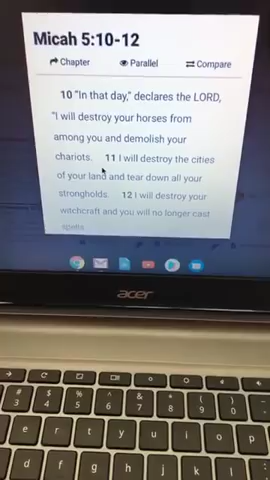 Micah 5:10-12
Chapter Parallel Compare
10 “In that day,” declares the LORD,
“I will destroy your horses from
among you and demolish your
chariots. 11 I will destroy the cities
of your land and tear down all your
strongholds. 12 I will destroy your
witchcraft and you will no longer cast
spells.
acer
# $ % ^ & * ( )
3 4 5 6 7 8 9 0
e r t y u i o p
d f g h j k l